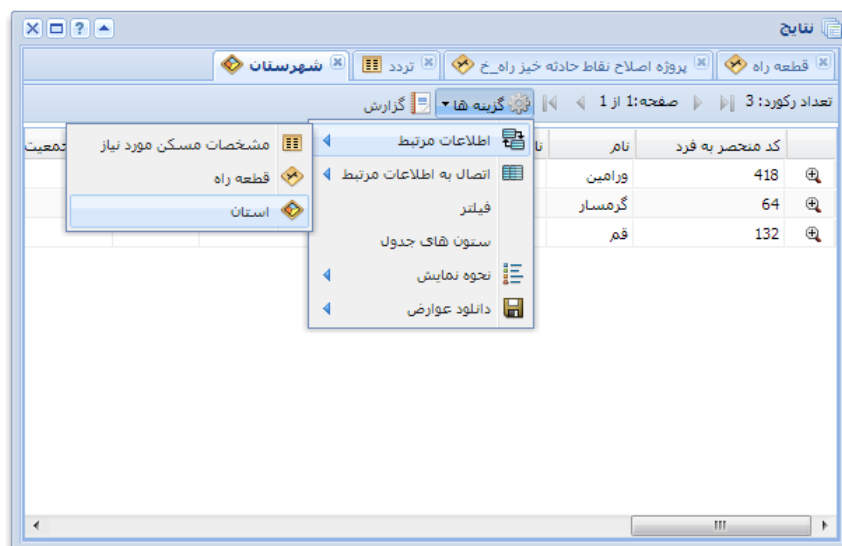 نتایج
قطعه راه پروژه اصلاح نقاط حادثه خیز راه_خ تردد شهرستان
تعداد رکورد: 3 صفحه:1 از 1 گزینه ها گزارش
کد منحصر به فرد نام
418 ورامین
64 گرمسار
132 قم
اطلاعات مرتبط
اتصال به اطلاعات مرتبط
فیلتر
ستون های جدول
نحوه نمایش
دانلود عوارض
مشخصات مسکن مورد نیاز
قطعه راه
استان